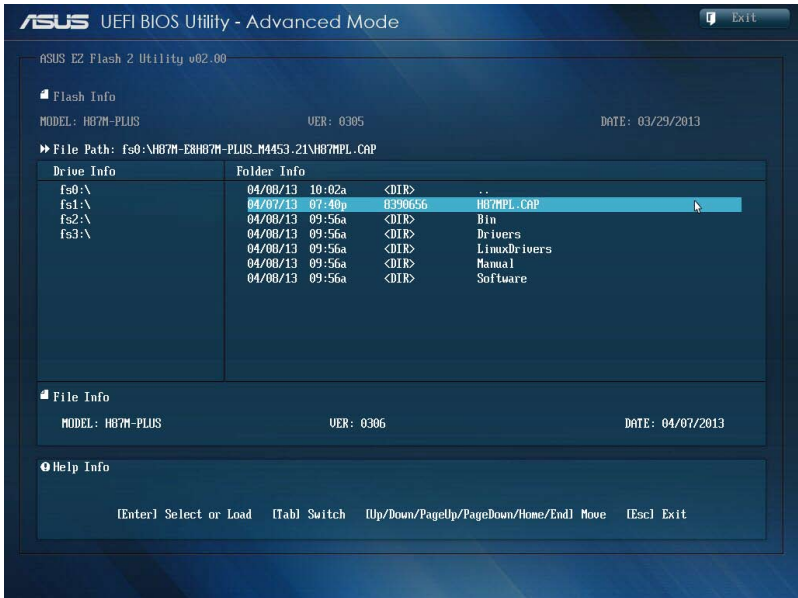 ASUS UEFI BIOS Utility - Advanced Mode
Exit
ASUS EZ Flash 2 Utility v02.00
Flash Info
MODEL: H87M-PLUS VER: 0305 DATE: 03/29/2013
File Path: fs0:\H87M-E&H87M-PLUS_M4453.21\H87MPL.CAP
Drive Info Folder Info
fs0:\ 04/08/13 10:02a <DIR> ..
fs1:\ 04/07/13 07:40p 8390656 H87MPL.CAP
fs2:\ 04/08/13 09:56a <DIR> Bin
fs3:\ 04/08/13 09:56a <DIR> Drivers
04/08/13 09:56a <DIR> LinuxDrivers
04/08/13 09:56a <DIR> Manual
04/08/13 09:56a <DIR> Software
File Info
MODEL: H87M-PLUS VER: 0306 DATE: 04/07/2013
Help Info
[Enter] Select or Load [Tab] Switch [Up/Down/PageUp/PageDown/Home/End] Move [Esc] Exit